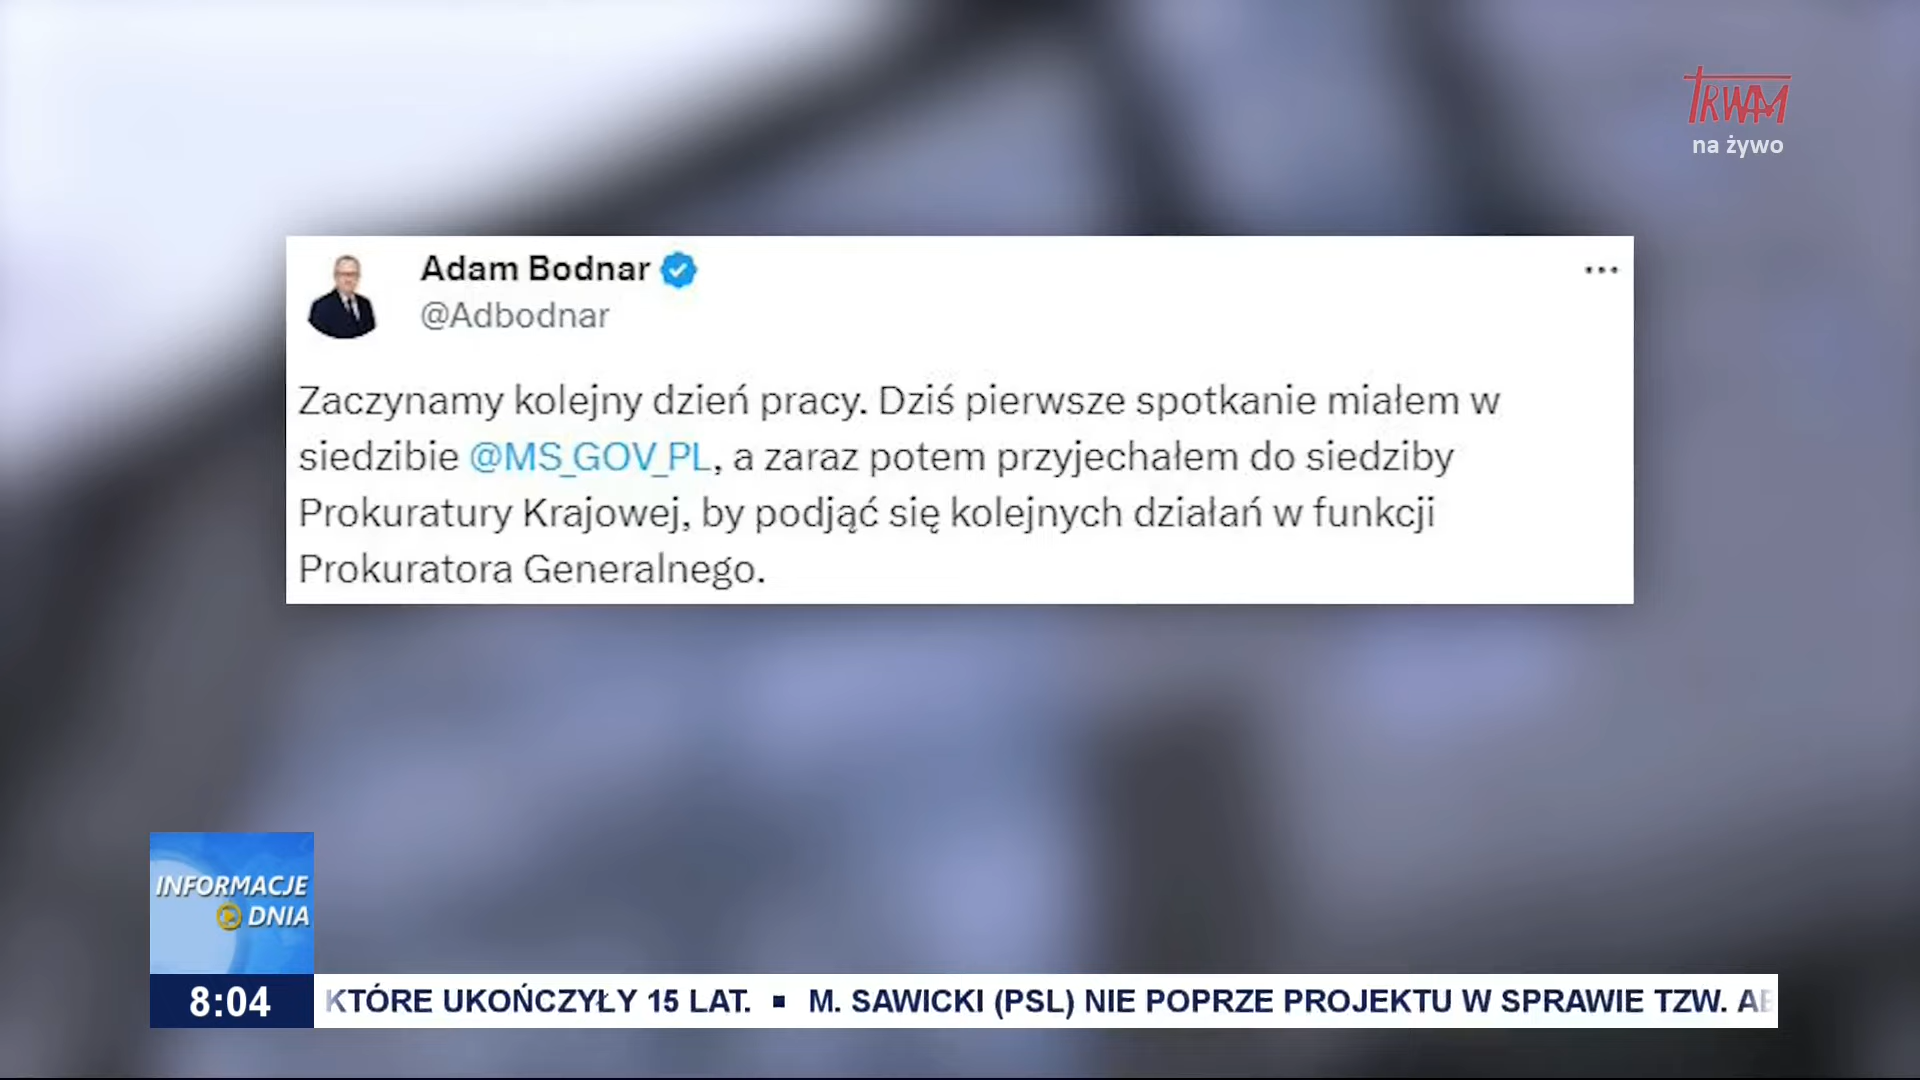 TRWAM
na żywo
Adam Bodnar
@Adbodnar
Zaczynamy kolejny dzień pracy. Dziś pierwsze spotkanie miałem w
siedzibie @MS_GOV_PL, a zaraz potem przyjechałem do siedziby
Prokuratury Krajowej, by podjąć się kolejnych działań w funkcji
Prokuratora Generalnego.
INFORMACJE
DNIA
8:04 KTÓRE UKOŃCZYŁY 15 LAT. ▪ M. SAWICKI (PSL) NIE POPRZE PROJEKTU W SPRAWIE TZW.